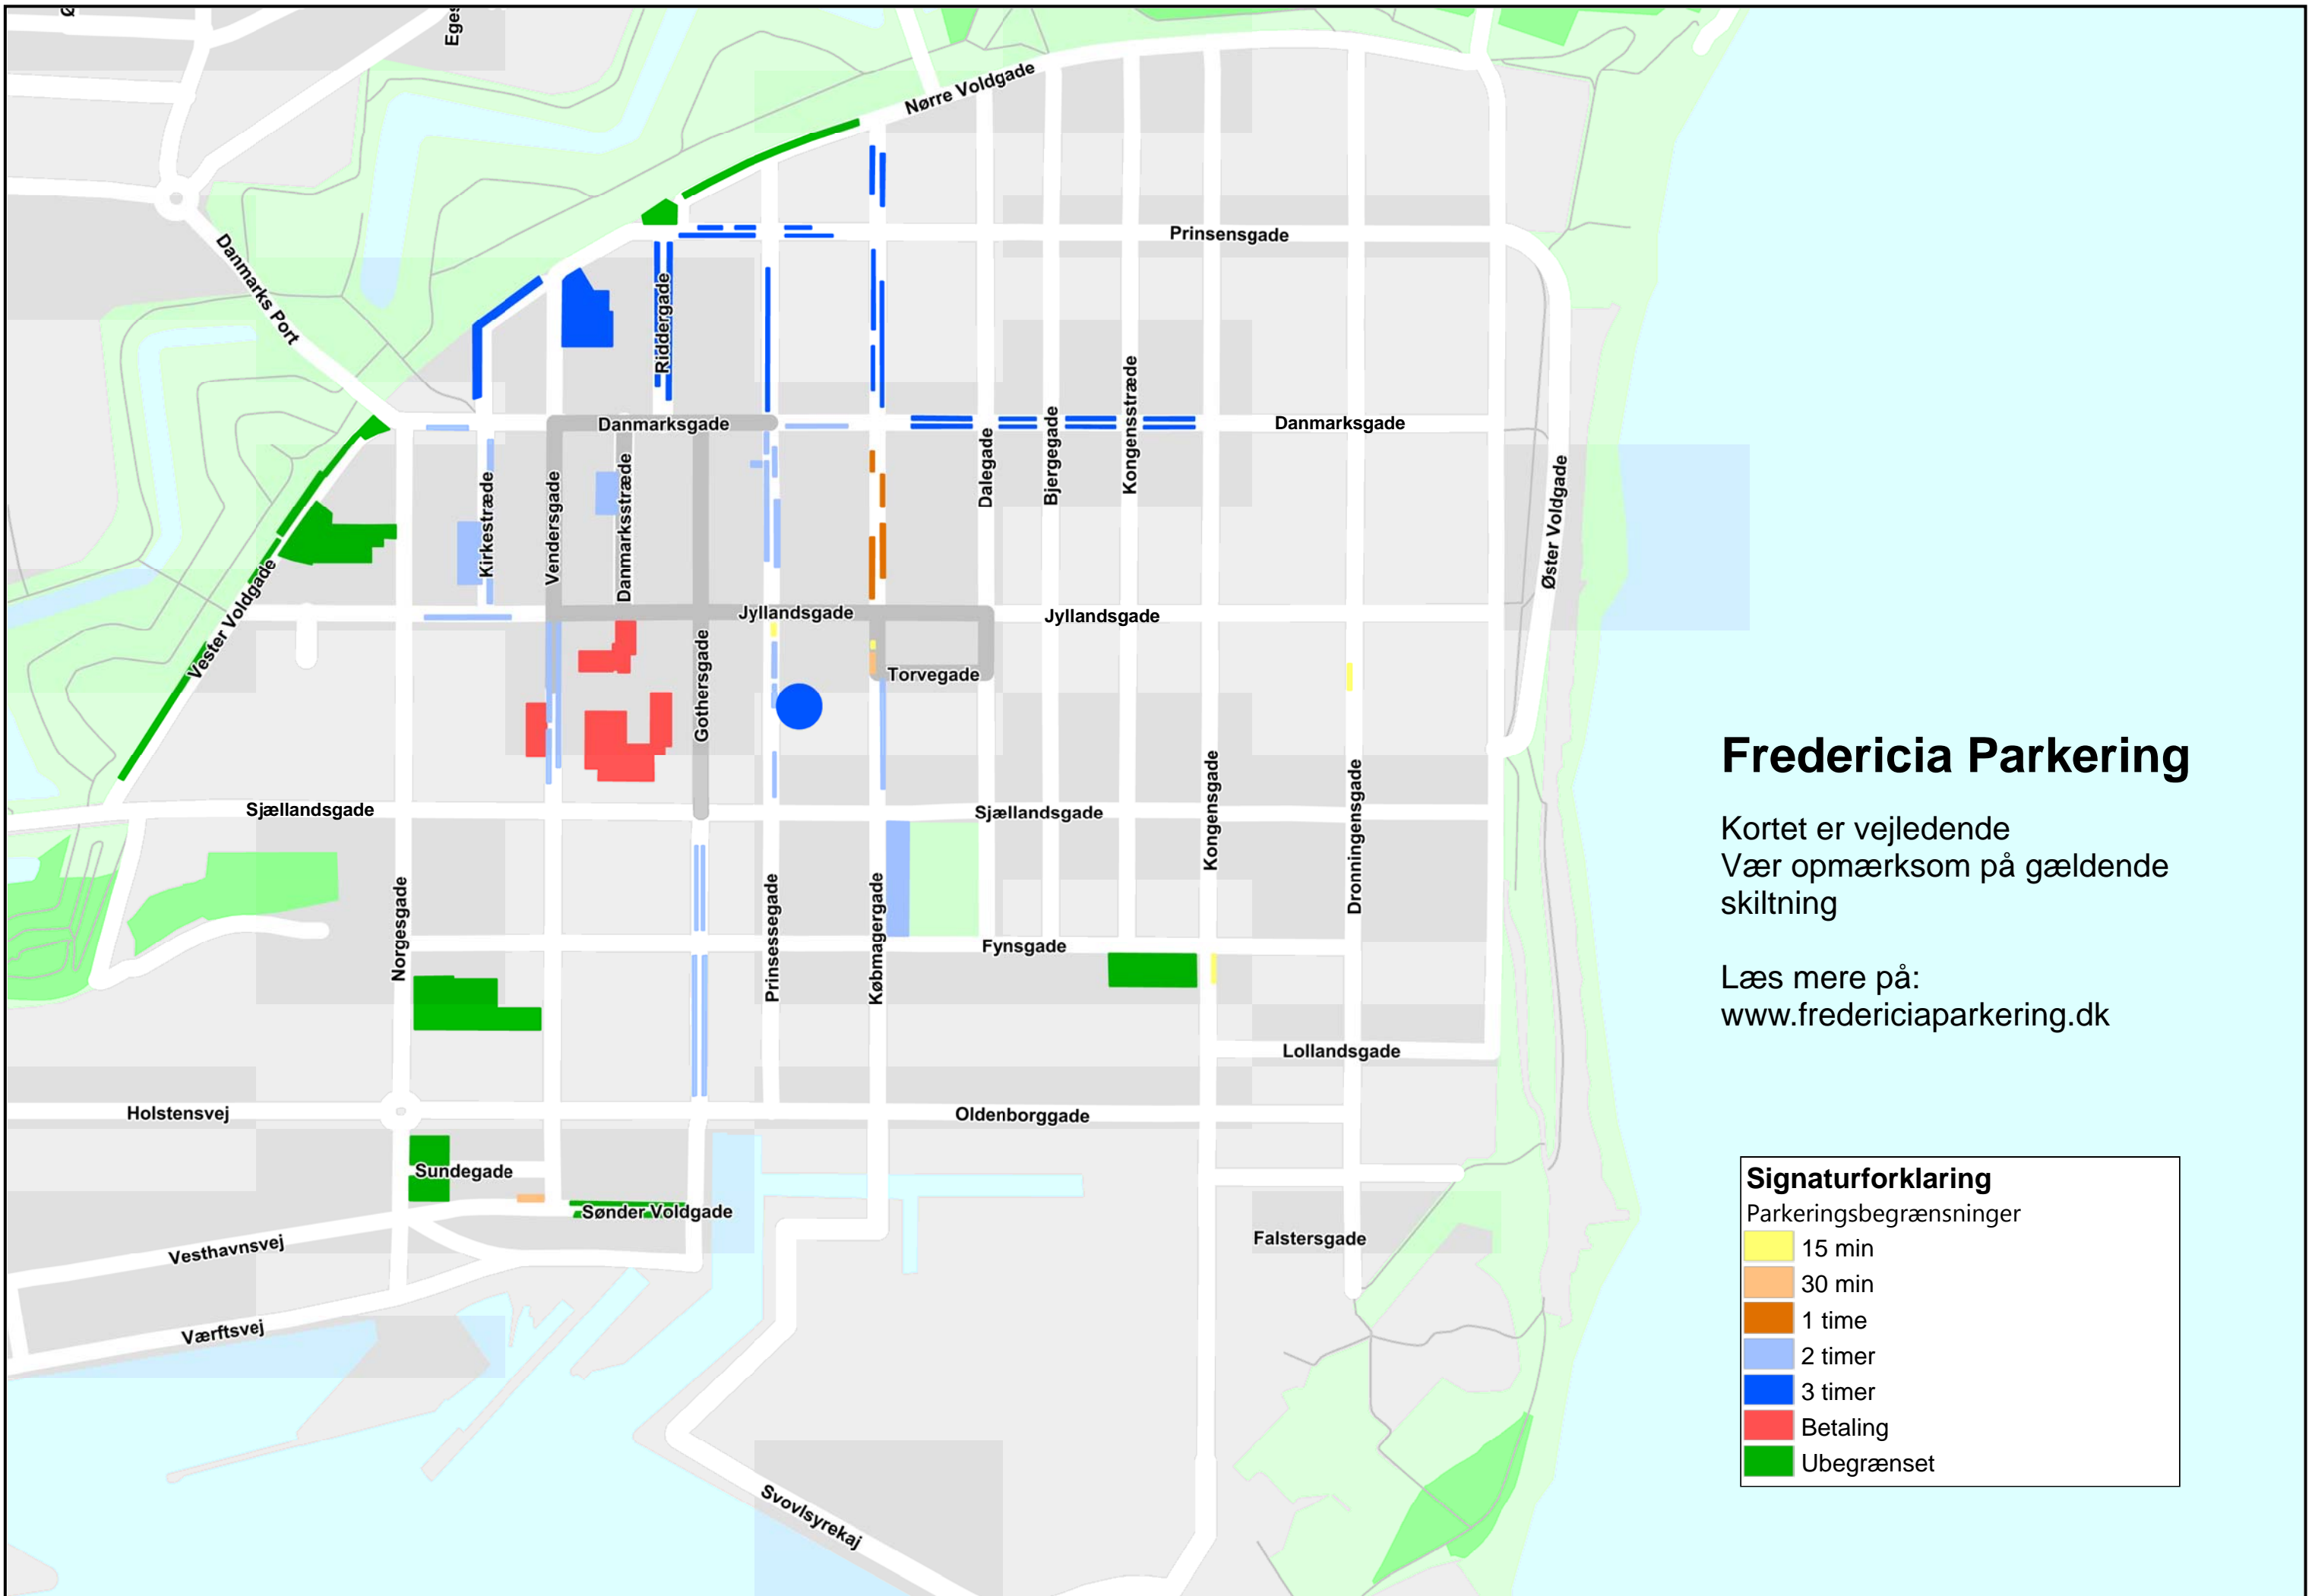 Ø
Eges
Nørre Voldgade
Prinsensgade
Danmarks Port
Riddergade
Danmarksgade
Danmarksgade
Kongensstræde
Bjergegade
Dalegade
Kirkestræde
Vendersgade
Danmarksstræde
Øster Voldgade
Vester Voldgade
Jyllandsgade
Jyllandsgade
Gothersgade
Torvegade
Sjællandsgade
Sjællandsgade
Kongensgade
Dronningensgade
Norgesgade
Prinsessegade
Købmagergade
Fynsgade
Lollandsgade
Holstensvej
Oldenborggade
Sundegade
Sønder Voldgade
Vesthavnsvej
Falstersgade
Værftsvej
Svovlsyrekaj
Fredericia Parkering
Kortet er vejledende
Vær opmærksom på gældende
skiltning
Læs mere på:
www.fredericiaparkering.dk
Signaturforklaring
Parkeringsbegrænsninger
15 min
30 min
1 time
2 timer
3 timer
Betaling
Ubegrænset